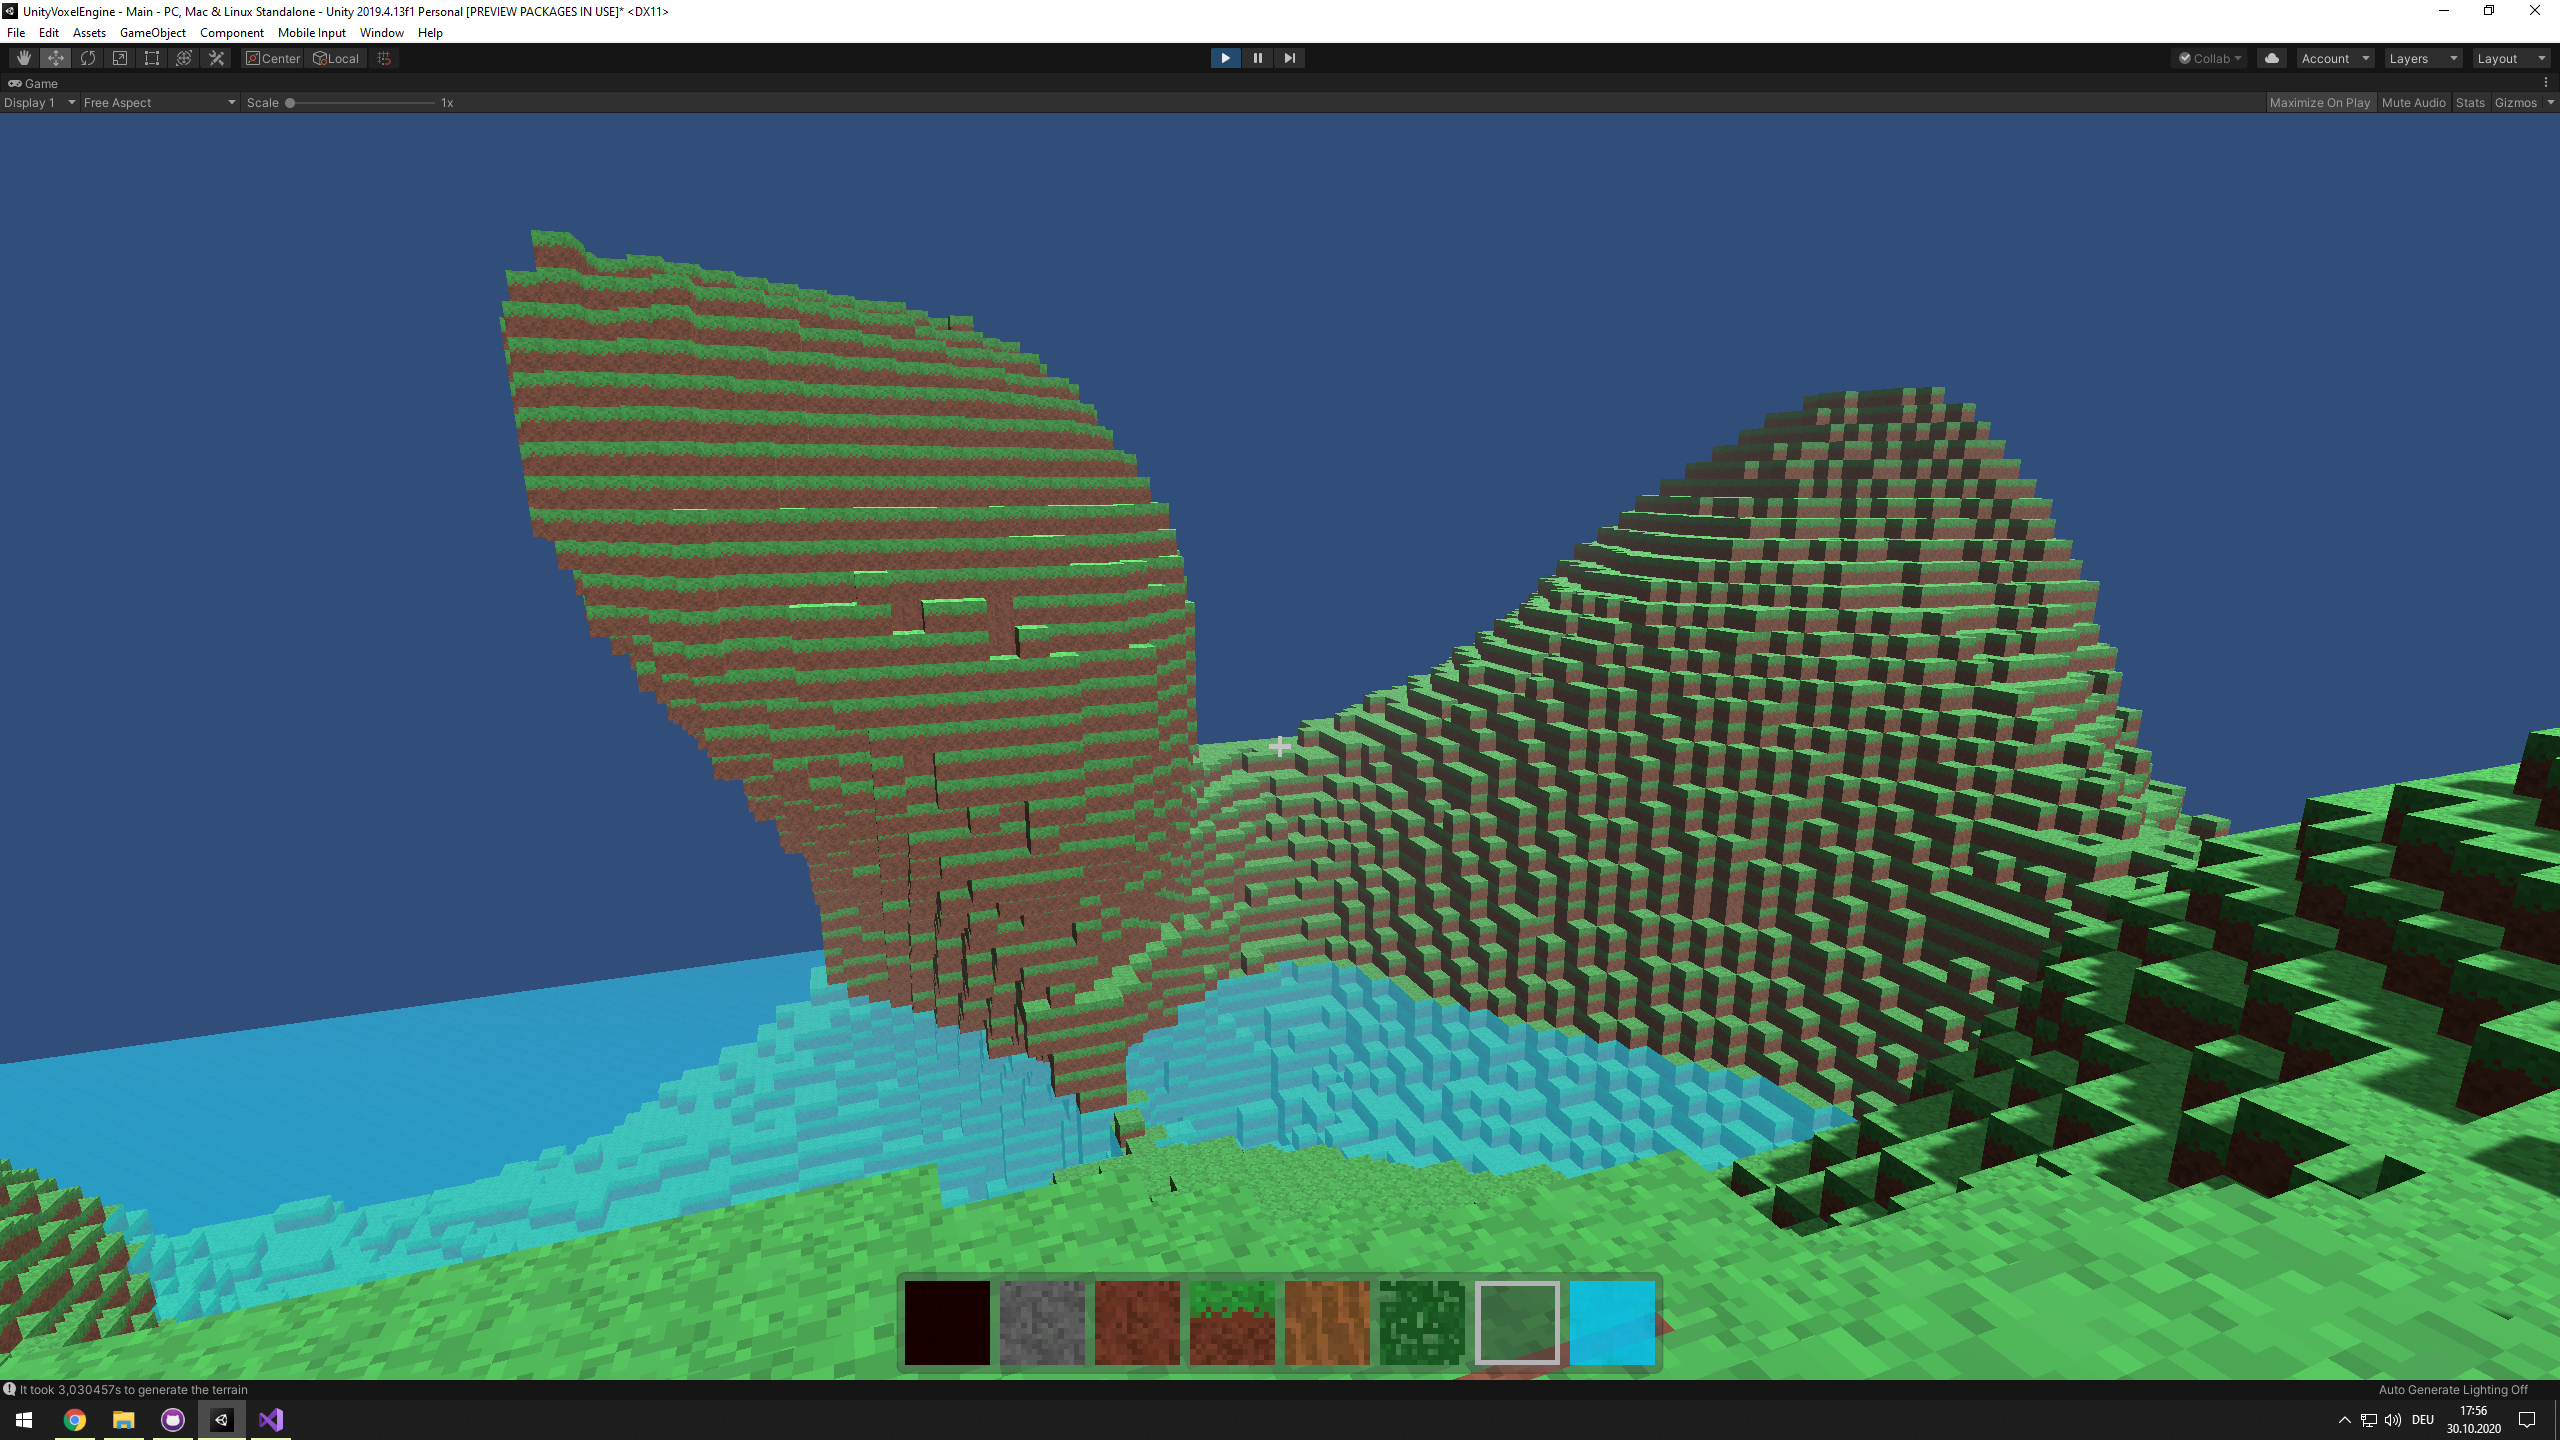 UnityVoxelEngine - Main - PC, Mac & Linux Standalone - Unity 2019.4.13f1 Personal [PREVIEW PACKAGES IN USE]* <DX11>
File Edit Assets GameObject Component Mobile Input Window Help
Center Local Collab Account Layers Layout
Game
Display 1 Free Aspect Scale 1x Maximize On Play Mute Audio Stats Gizmos
It took 3,030457s to generate the terrain Auto Generate Lighting Off
DEU 17:56
30.10.2020